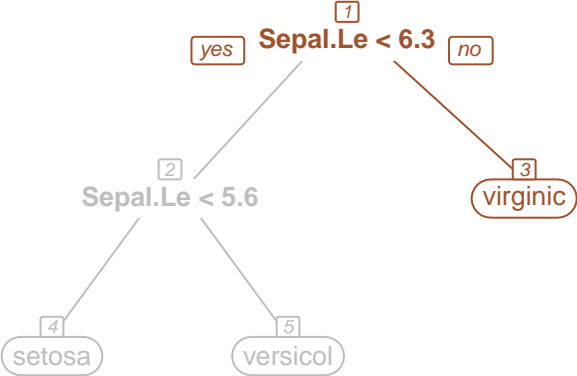 1
Sepal.Le < 6.3
yes
no
2
Sepal.Le < 5.6
3
virginic
4
setosa
5
versicol